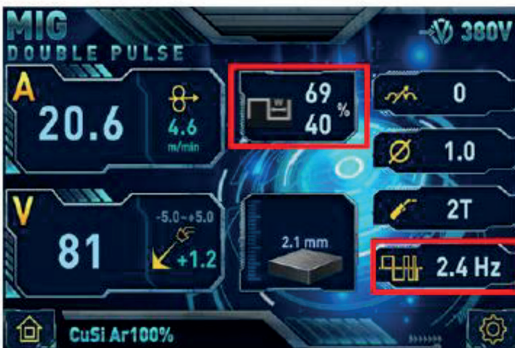 MIG
DOUBLE PULSE
380V
A
20.6
4.6
m/min
W
69
40
%
0
1.0
V
81
-5.0~+5.0
+1.2
2.1 mm
2T
2.4 Hz
CuSi Ar100%